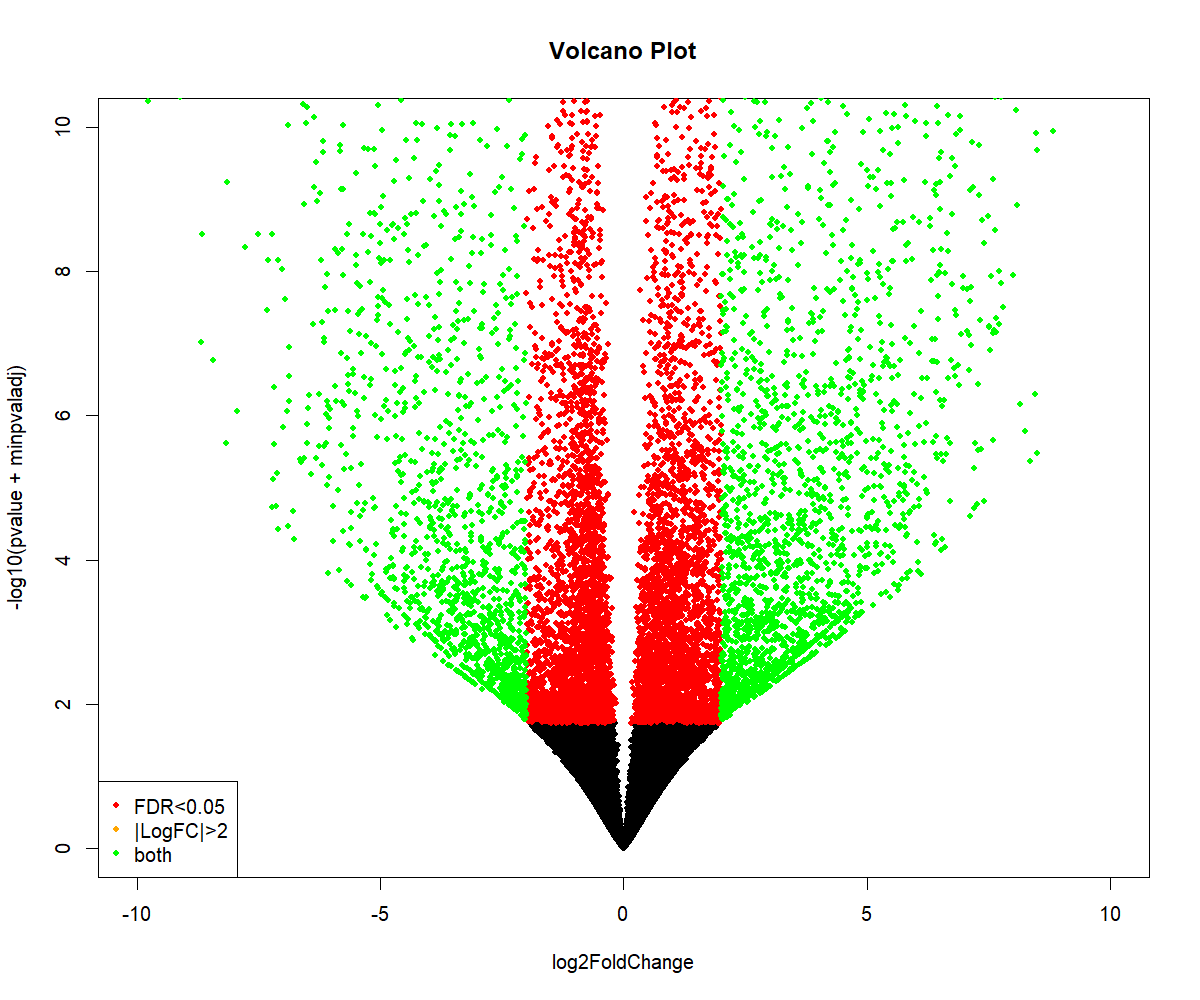 Volcano Plot
-log10(pvalue + minpvaladj)
10
8
6
4
2
0
FDR<0.05
|LogFC|>2
both
-10
-5
0
5
10
log2FoldChange